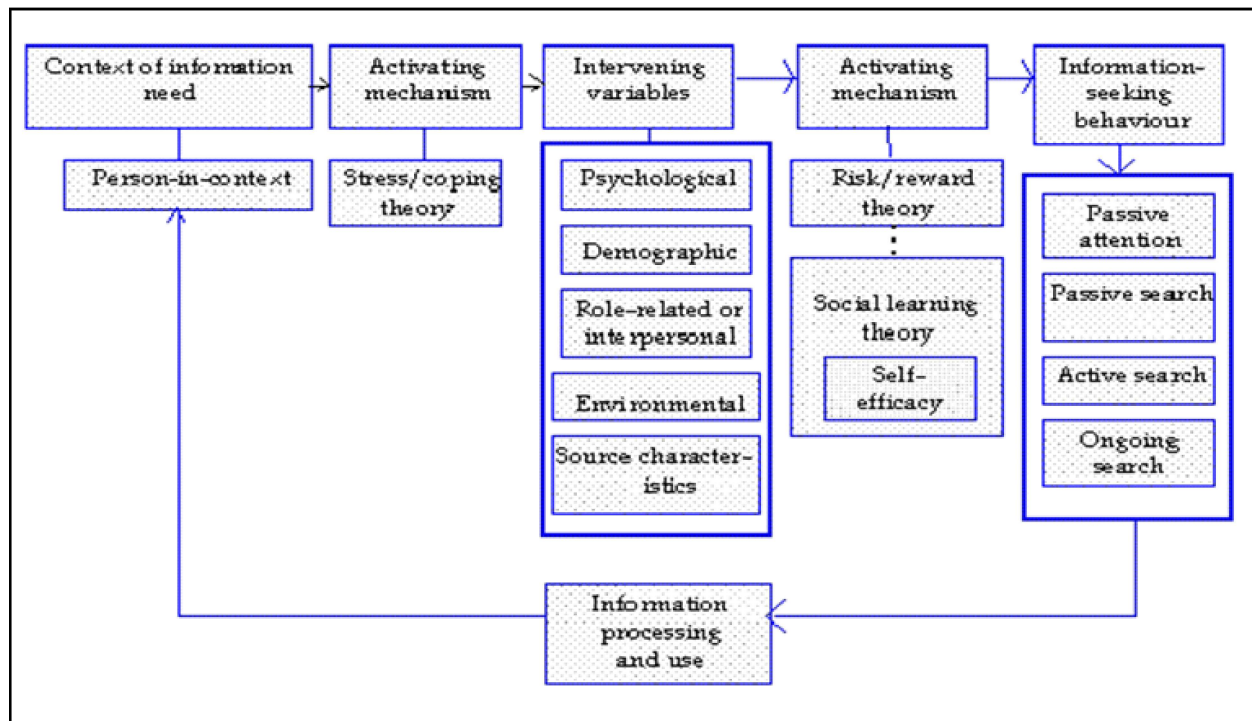 Context of information
need
Activating
mechanism
Intervening
variables
Activating
mechanism
Information-
seeking
behaviour
Person-in-context
Stress/coping
theory
Psychological
Demographic
Role-related or
interpersonal
Environmental
Source character-
istics
Risk/reward
theory
Social learning
theory
Self-
efficacy
Passive
attention
Passive search
Active search
Ongoing
search
Information
processing
and use